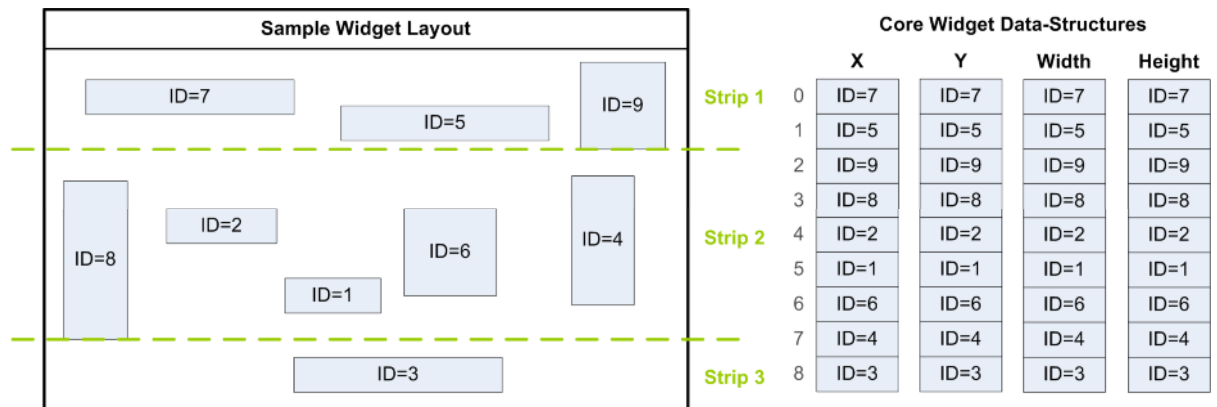 Sample Widget Layout
ID=7
ID=5
ID=9
Strip 1
ID=8
ID=2
ID=1
ID=6
ID=4
Strip 2
ID=3
Strip 3
Core Widget Data-Structures
X Y Width Height
0 ID=7 ID=7 ID=7 ID=7
1 ID=5 ID=5 ID=5 ID=5
2 ID=9 ID=9 ID=9 ID=9
3 ID=8 ID=8 ID=8 ID=8
4 ID=2 ID=2 ID=2 ID=2
5 ID=1 ID=1 ID=1 ID=1
6 ID=6 ID=6 ID=6 ID=6
7 ID=4 ID=4 ID=4 ID=4
8 ID=3 ID=3 ID=3 ID=3